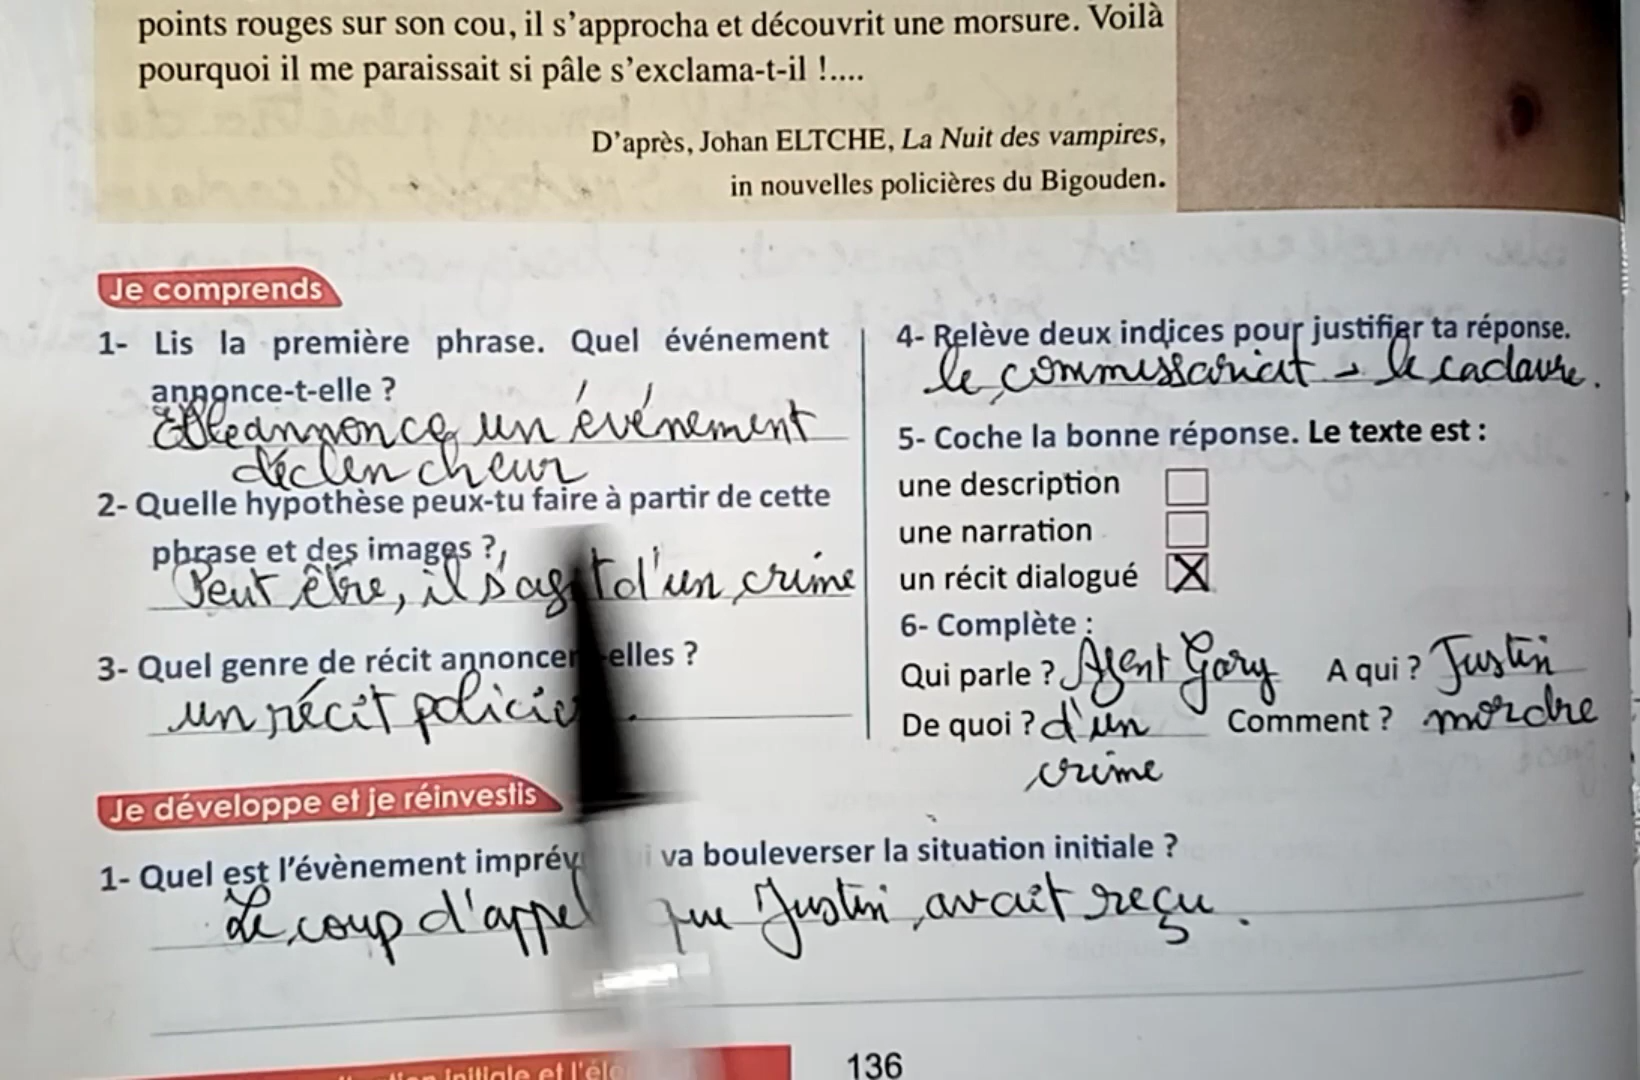 points rouges sur son cou, il s'approcha et découvrit une morsure. Voilà
pourquoi il me paraissait si pâle s'exclama-t-il !....
D'après, Johan ELTCHE, La Nuit des vampires,
in nouvelles policières du Bigouden.
Je comprends
1- Lis la première phrase. Quel événement
annonce-t-elle ?
Elle annonce un événement
déclencheur
2- Quelle hypothèse peux-tu faire à partir de cette
phrase et des images ?
Peut être, il s'agit d'un crime
3- Quel genre de récit annoncent-elles ?
un récit policier.
4- Relève deux indices pour justifier ta réponse.
le commissariat - le cadavre.
5- Coche la bonne réponse. Le texte est :
une description
une narration
un récit dialogué X
6- Complète :
Qui parle ? Agent Gary A qui ? Justin
De quoi ? d'un Comment ? mordre
crime
Je développe et je réinvestis
1- Quel est l'évènement imprévu qui va bouleverser la situation initiale ?
Le coup d'appel que Justin avait reçu.
initiale et l'élé
136